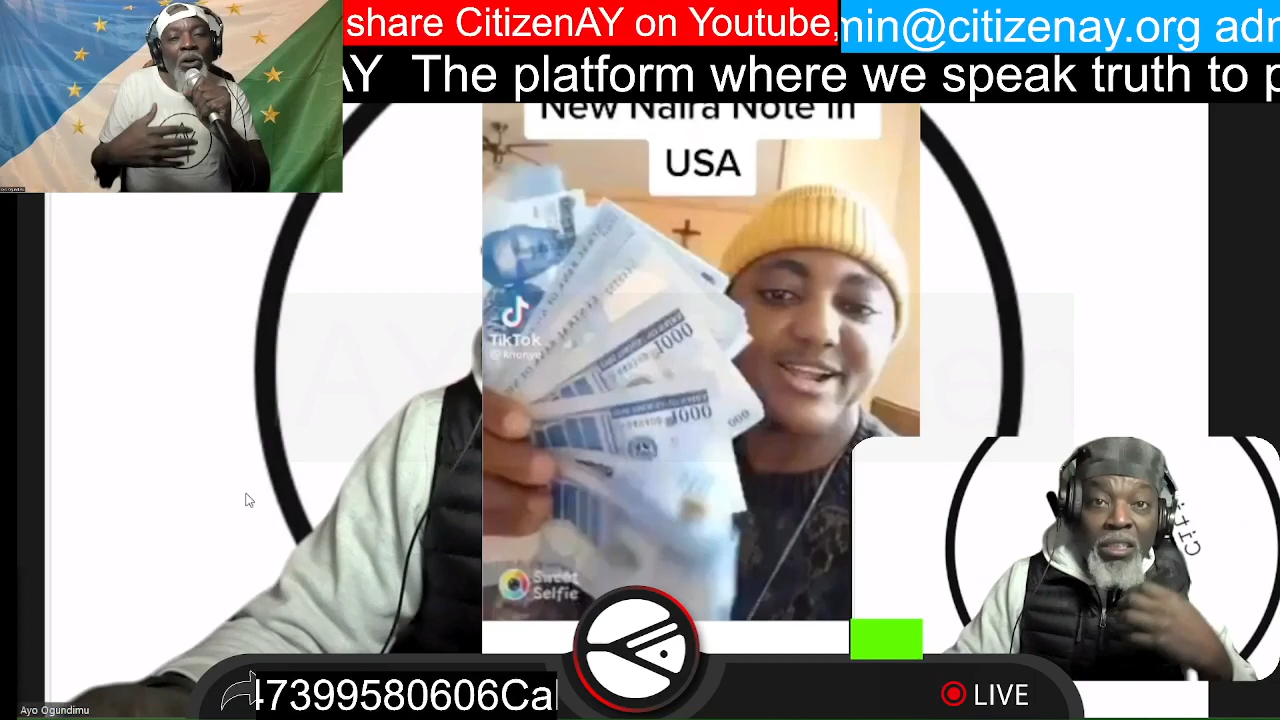 share CitizenAY on Youtube,
min@citizenay.org adr
AY The platform where we speak truth to p
New Naira Note in
USA
TikTok
1000
1000
Sweet
Selfie
47399580606Cal
LIVE
Ayo Ogundimu